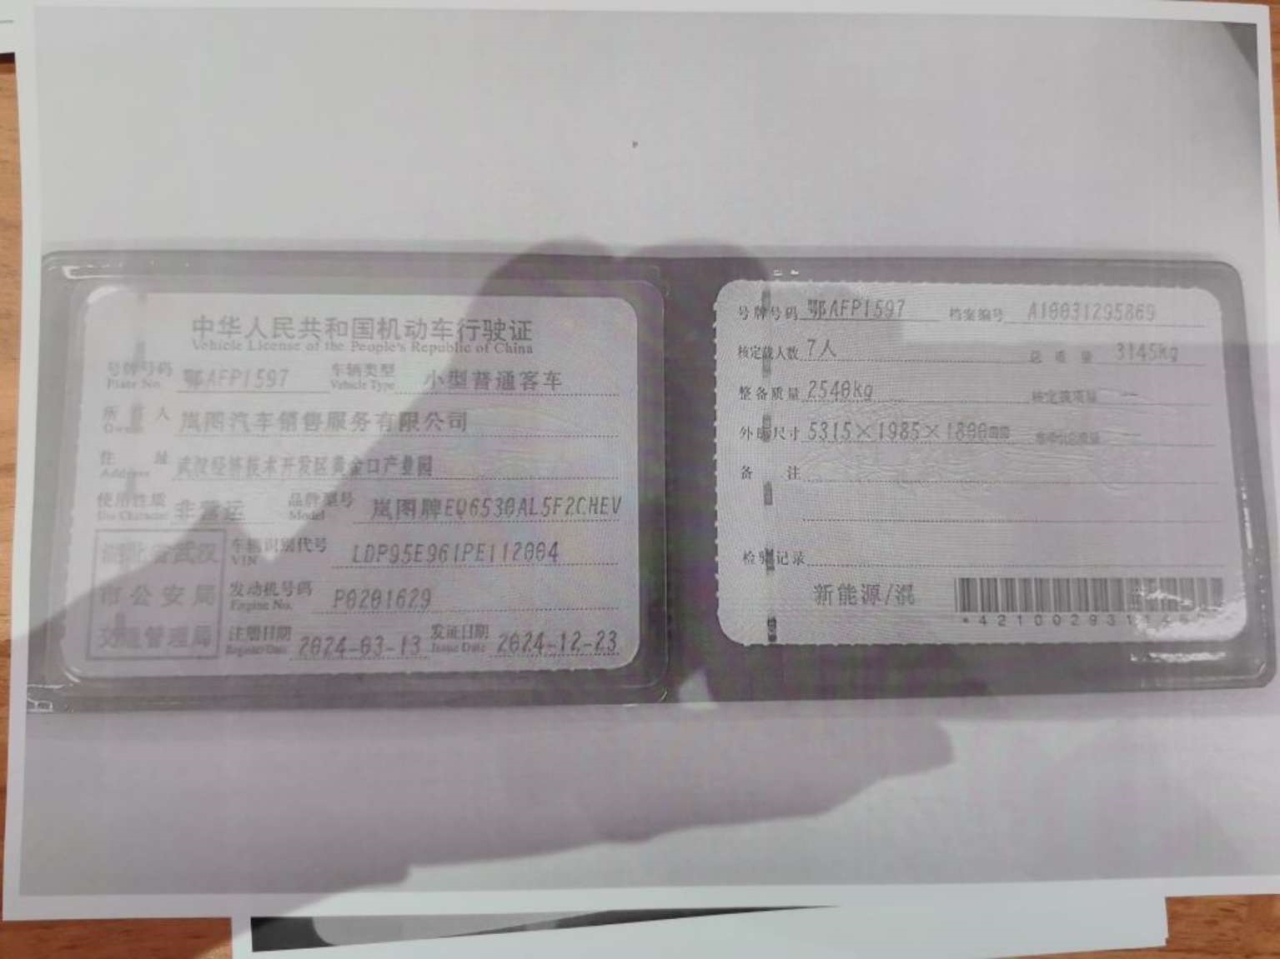 中华人民共和国机动车行驶证
Vehicle License of the People's Republic of China
号牌号码 鄂AFP1597 车辆类型 小型普通客车
Plate No. Vehicle Type
所有人 岚图汽车销售服务有限公司
Owner
住址 武汉经济技术开发区黄金口产业园
Address
使用性质 非营运 品牌型号 岚图牌EQ6530AL5F2CHEV
Use Character Model
湖北省武汉
市公安局
交通管理局
车辆识别代号 LDP95E961PE112004
VIN
发动机号码 P0201629
Engine No.
注册日期 2024-03-13 发证日期 2024-12-23
Register Date Issue Date
号牌号码 鄂AFP1597 档案编号 A10031295869
核定载人数 7人 总质量 3145kg
整备质量 2540kg 核定载质量 --
外廓尺寸 5315×1985×1800mm 准牵引总质量 --
备注
检验记录
新能源/混